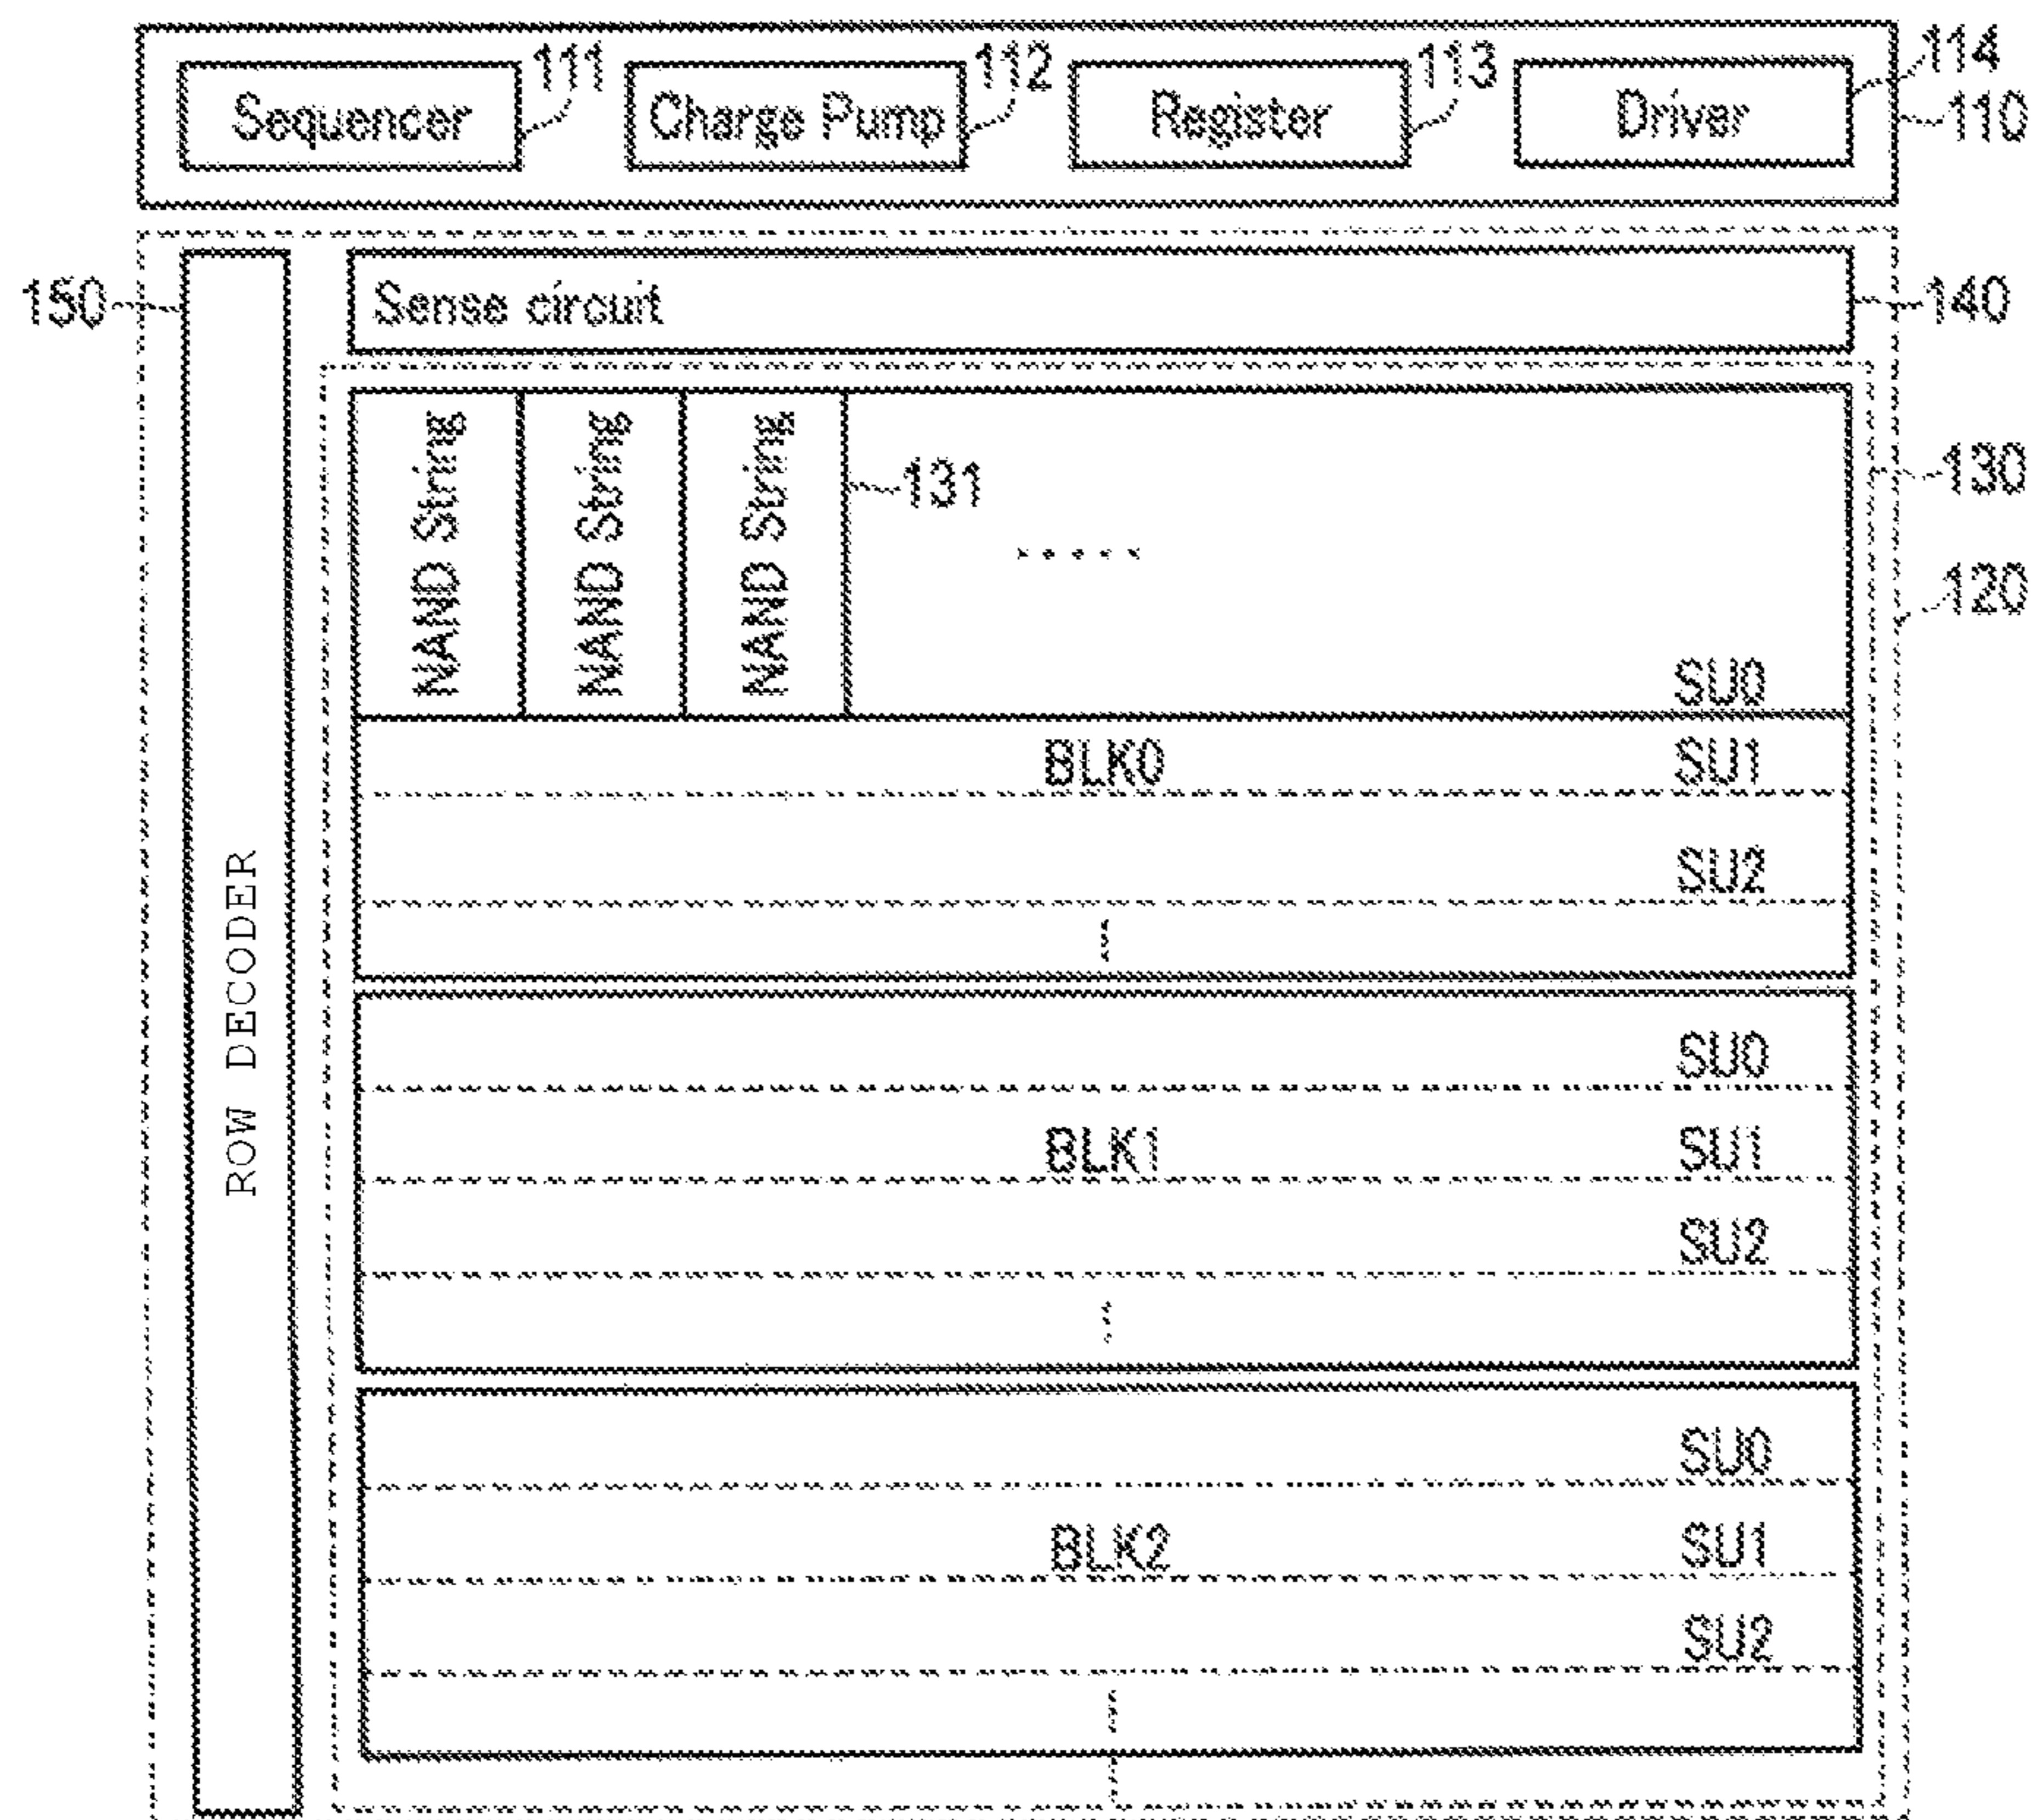 111
112
113
114
Sequencer
Charge Pump
Register
Driver
110
150
Sense circuit
140
NAND String
NAND String
NAND String
131
130
120
SU0
BLK0
SU1
SU2
ROW DECODER
SU0
BLK1
SU1
SU2
SU0
BLK2
SU1
SU2